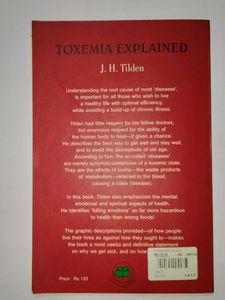 TOXEMIA EXPLAINED
J. H. Tilden
Understanding the root cause of most 'diseases',
is important for all those who wish to live
a healthy life with optimal efficiency,
while avoiding a build-up of chronic illness.
Tilden had little respect for his fellow doctors,
but enormous respect for the ability of
the human body to heal—if given a chance.
He describes the best way to get well and stay well,
and to avoid the decrepitude of old age.
According to him, the so-called 'diseases'
are merely symptom-complexes of a toxemic state.
They are the effects of toxins—the waste products
of metabolism—retained in the blood,
causing a crisis (disease).
In this book, Tilden also emphasizes the mental,
emotional and spiritual aspects of health.
He identifies "killing emotions" as far more hazardous
to health than wrong foods!
The graphic descriptions provided—of how people
live their lives as against how they ought to—makes
the book a most useful and definitive statement
on why we get sick, and on how
Price : Rs 120